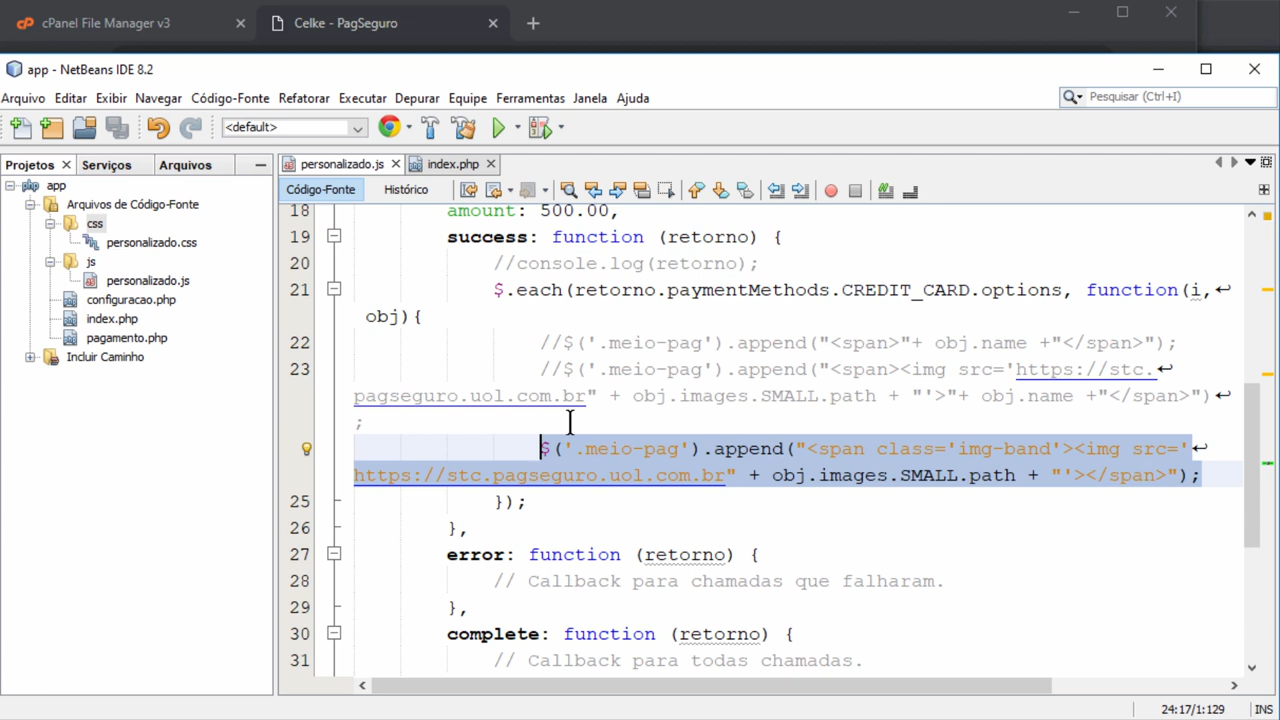 cPanel File Manager v3
Celke - PagSeguro
app - NetBeans IDE 8.2
Arquivo Editar Exibir Navegar Código-Fonte Refatorar Executar Depurar Equipe Ferramentas Janela Ajuda
Pesquisar (Ctrl+I)
<default>
Projetos Serviços Arquivos
personalizado.js index.php
Código-Fonte Histórico
app
Arquivos de Código-Fonte
css
personalizado.css
js
personalizado.js
configuracao.php
index.php
pagamento.php
Incluir Caminho
18 amount: 500.00,
19 success: function (retorno) {
20 //console.log(retorno);
21 $.each(retorno.paymentMethods.CREDIT_CARD.options, function(i,
obj){
22 //$('.meio-pag').append("<span>"+ obj.name +"</span>");
23 //$('.meio-pag').append("<span><img src='https://stc.
pagseguro.uol.com.br" + obj.images.SMALL.path + "'>"+ obj.name +"</span>")
;
$('.meio-pag').append("<span class='img-band'><img src='
https://stc.pagseguro.uol.com.br" + obj.images.SMALL.path + "'></span>");
25 });
26 },
27 error: function (retorno) {
28 // Callback para chamadas que falharam.
29 },
30 complete: function (retorno) {
31 // Callback para todas chamadas.
24:17/1:129 INS